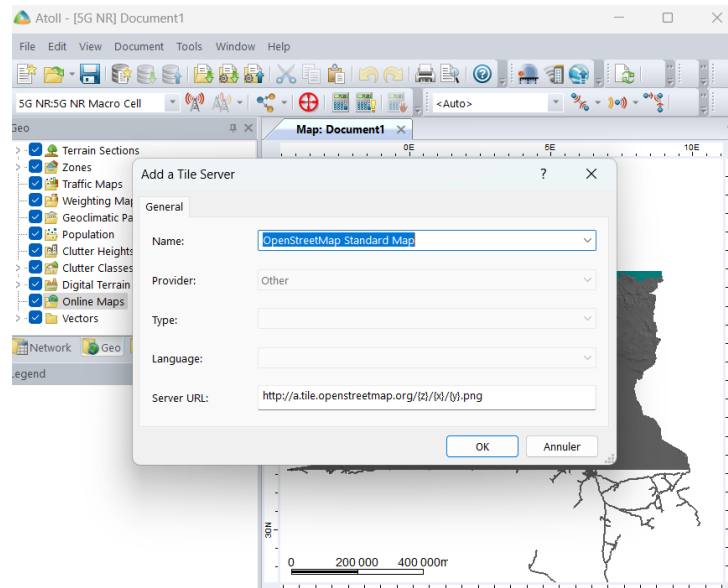 Atoll - [5G NR] Document1
File Edit View Document Tools Window Help
5G NR:5G NR Macro Cell
<Auto>
Geo
Map: Document1
0E 5E 10E
Terrain Sections
Zones
Traffic Maps
Weighting Map
Geoclimatic Pa
Population
Clutter Heights
Clutter Classes
Digital Terrain
Online Maps
Vectors
Network Geo
Legend
Add a Tile Server
? ×
General
Name: OpenStreetMap Standard Map
Provider: Other
Type:
Language:
Server URL: http://a.tile.openstreetmap.org/{z}/{x}/{y}.png
OK Annuler
30N
0 200 000 400 000m